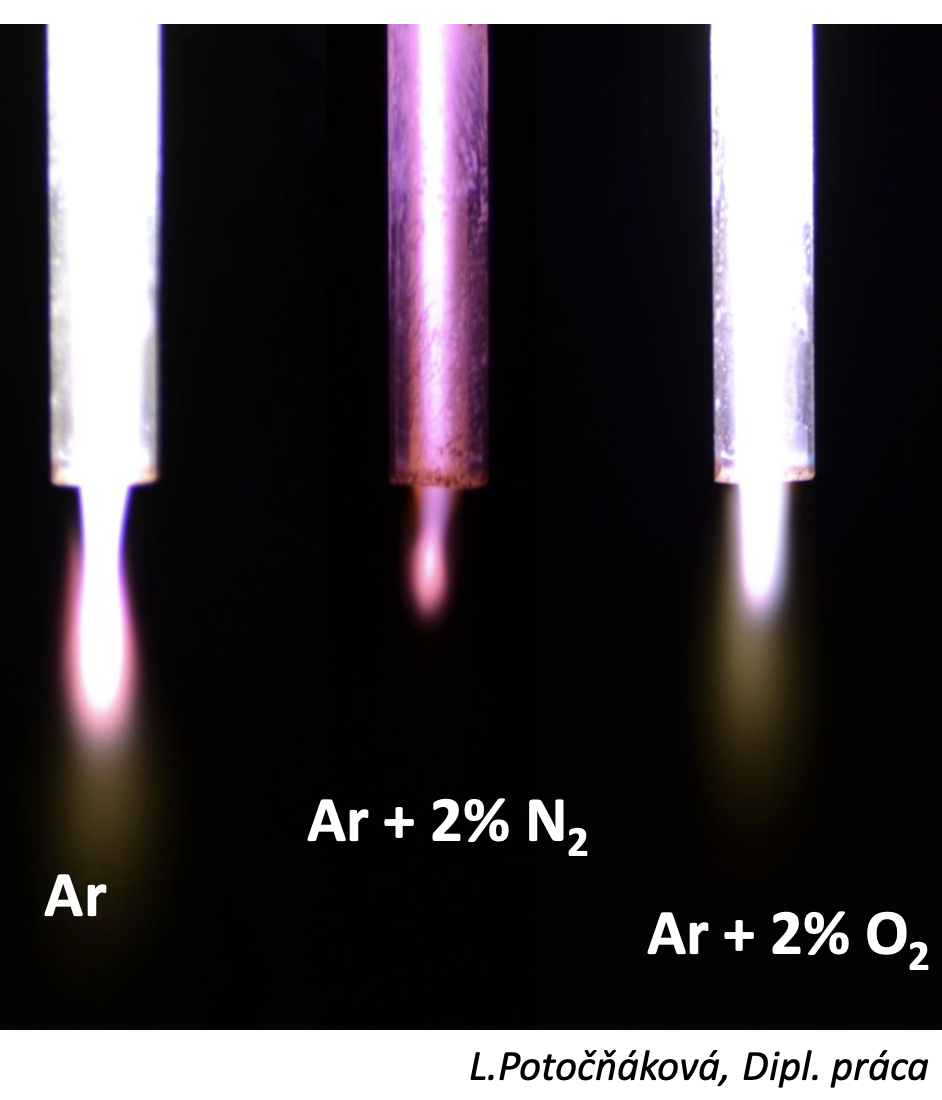 Ar + 2% N₂
Ar
Ar + 2% O₂
L.Potočňáková, Dipl. práca